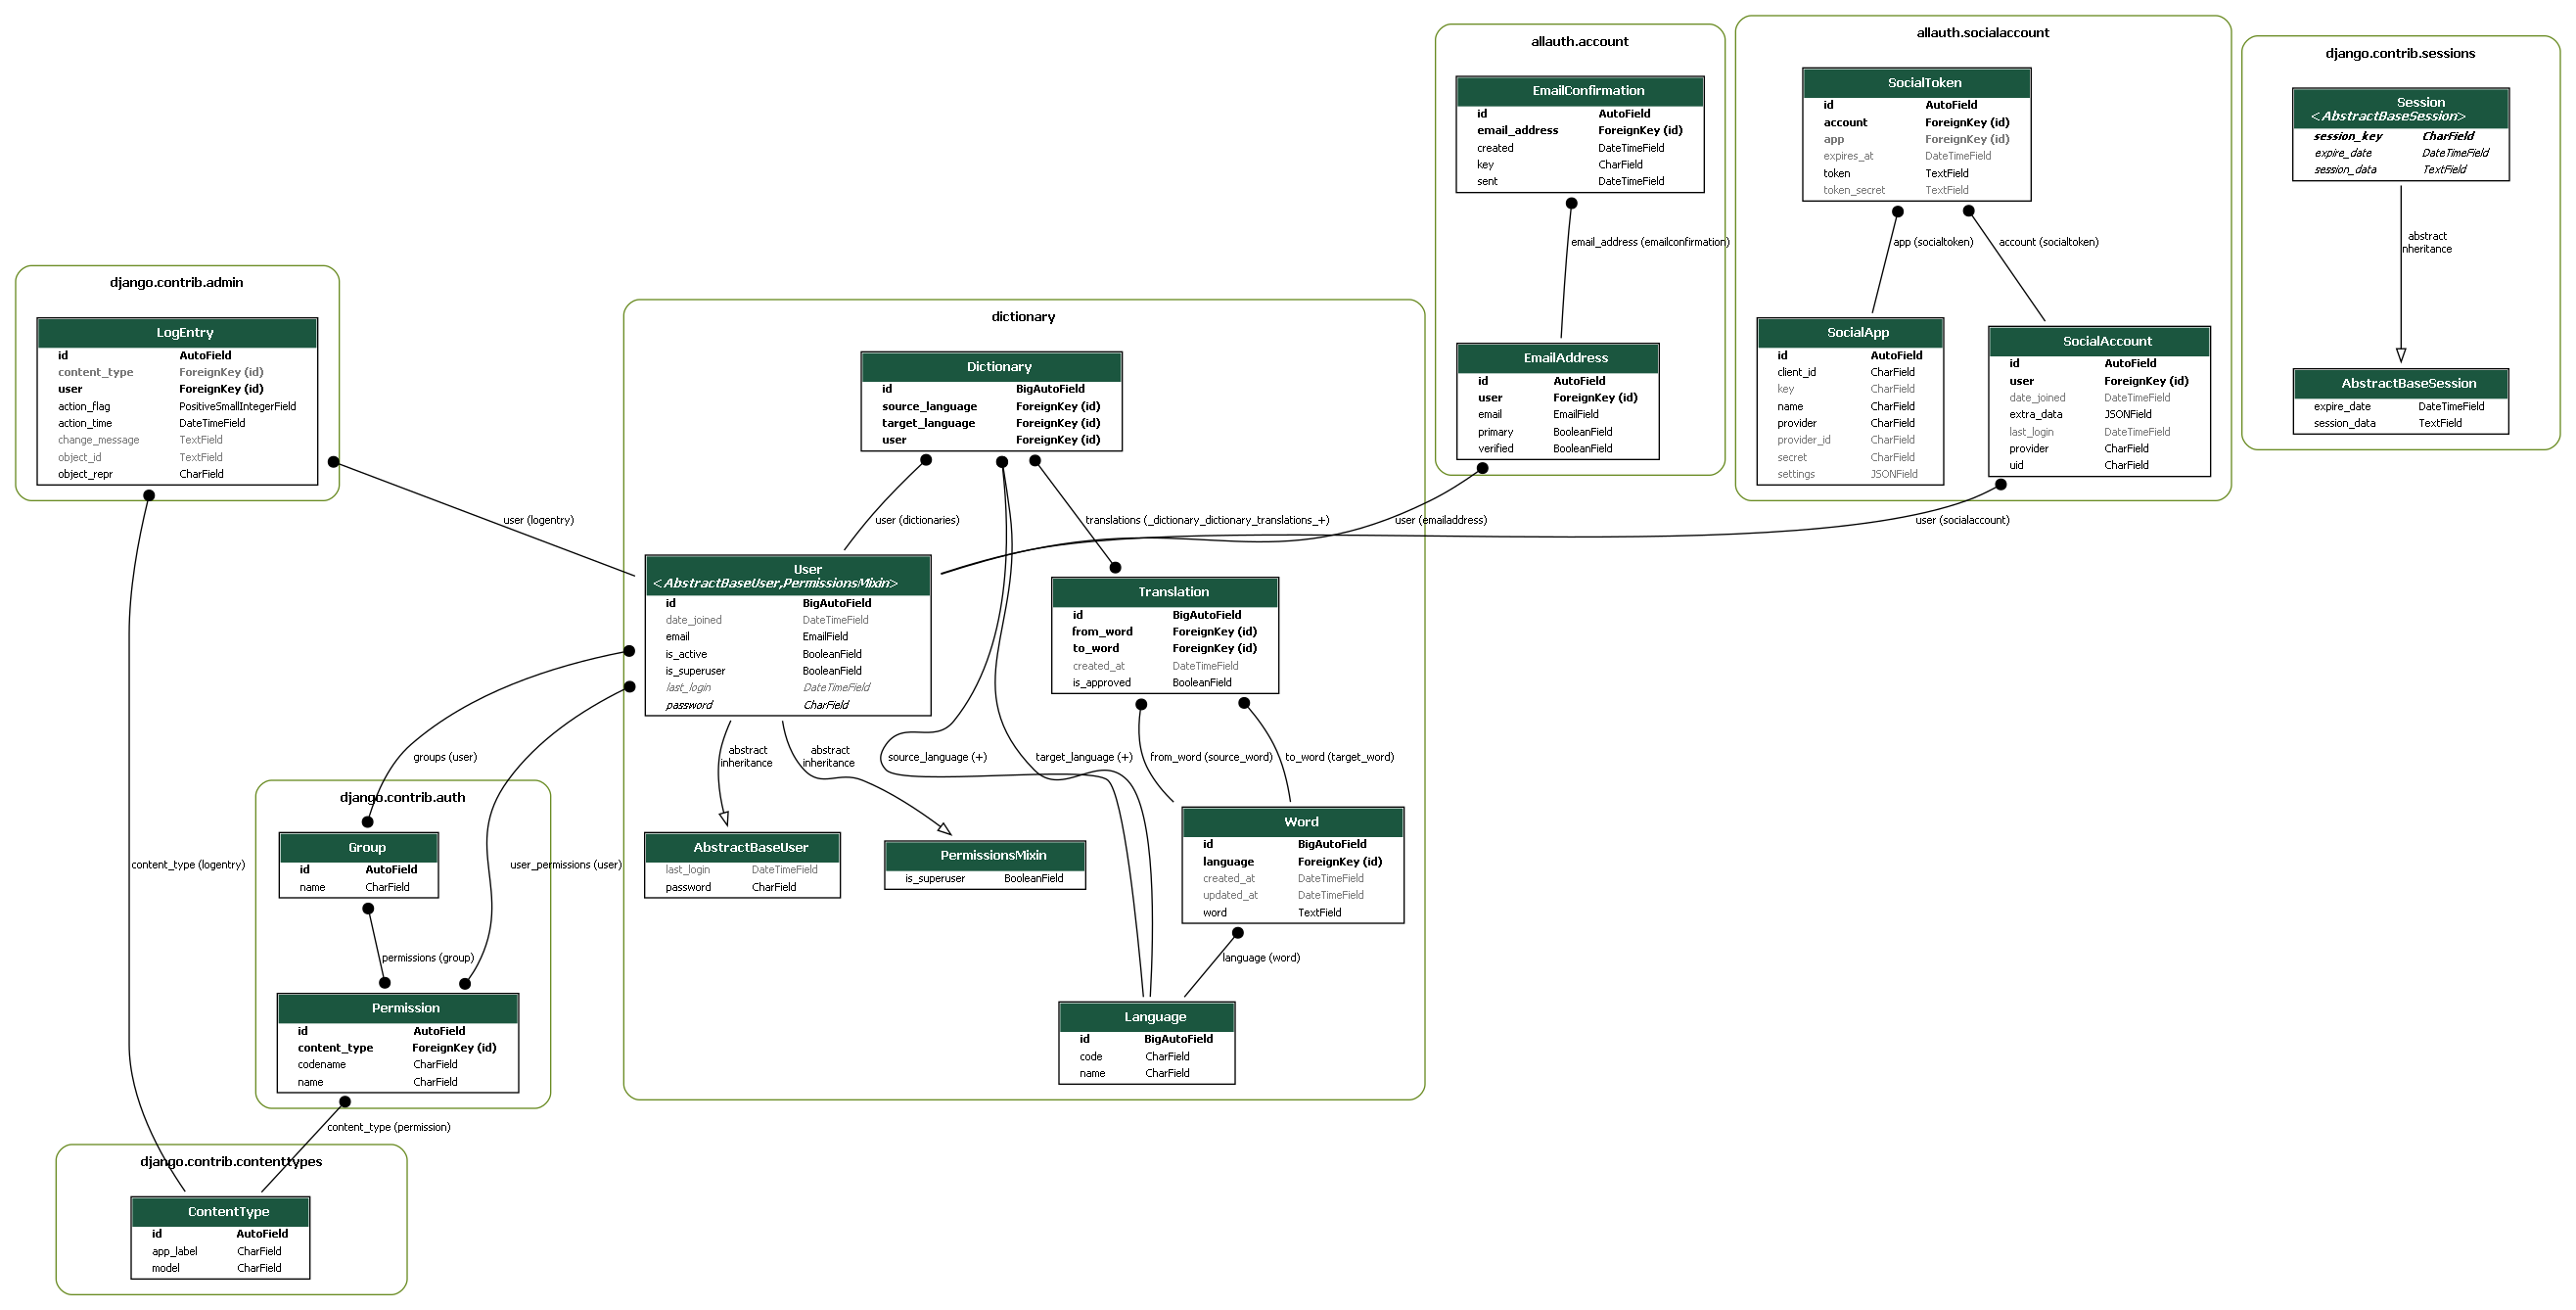 allauth.account
EmailConfirmation
id AutoField
email_address ForeignKey (id)
created DateTimeField
key CharField
sent DateTimeField
email_address (emailconfirmation)
EmailAddress
id AutoField
user ForeignKey (id)
email EmailField
primary BooleanField
verified BooleanField
user (emailaddress)
allauth.socialaccount
SocialToken
id AutoField
account ForeignKey (id)
app ForeignKey (id)
expires_at DateTimeField
token TextField
token_secret TextField
app (socialtoken)
account (socialtoken)
SocialApp
id AutoField
client_id CharField
key CharField
name CharField
provider CharField
provider_id CharField
secret CharField
settings JSONField
SocialAccount
id AutoField
user ForeignKey (id)
date_joined DateTimeField
extra_data JSONField
last_login DateTimeField
provider CharField
uid CharField
user (socialaccount)
django.contrib.sessions
Session
<AbstractBaseSession>
session_key CharField
expire_date DateTimeField
session_data TextField
abstract
inheritance
AbstractBaseSession
expire_date DateTimeField
session_data TextField
django.contrib.admin
LogEntry
id AutoField
content_type ForeignKey (id)
user ForeignKey (id)
action_flag PositiveSmallIntegerField
action_time DateTimeField
change_message TextField
object_id TextField
object_repr CharField
user (logentry)
content_type (logentry)
dictionary
Dictionary
id BigAutoField
source_language ForeignKey (id)
target_language ForeignKey (id)
user ForeignKey (id)
user (dictionaries)
translations (_dictionary_dictionary_translations_+)
User
<AbstractBaseUser,PermissionsMixin>
id BigAutoField
date_joined DateTimeField
email EmailField
is_active BooleanField
is_superuser BooleanField
last_login DateTimeField
password CharField
Translation
id BigAutoField
from_word ForeignKey (id)
to_word ForeignKey (id)
created_at DateTimeField
is_approved BooleanField
groups (user)
user_permissions (user)
abstract
inheritance
abstract
inheritance
source_language (+)
target_language (+)
from_word (source_word)
to_word (target_word)
AbstractBaseUser
last_login DateTimeField
password CharField
PermissionsMixin
is_superuser BooleanField
Word
id BigAutoField
language ForeignKey (id)
created_at DateTimeField
updated_at DateTimeField
word TextField
language (word)
Language
id BigAutoField
code CharField
name CharField
django.contrib.auth
Group
id AutoField
name CharField
permissions (group)
Permission
id AutoField
content_type ForeignKey (id)
codename CharField
name CharField
content_type (permission)
django.contrib.contenttypes
ContentType
id AutoField
app_label CharField
model CharField